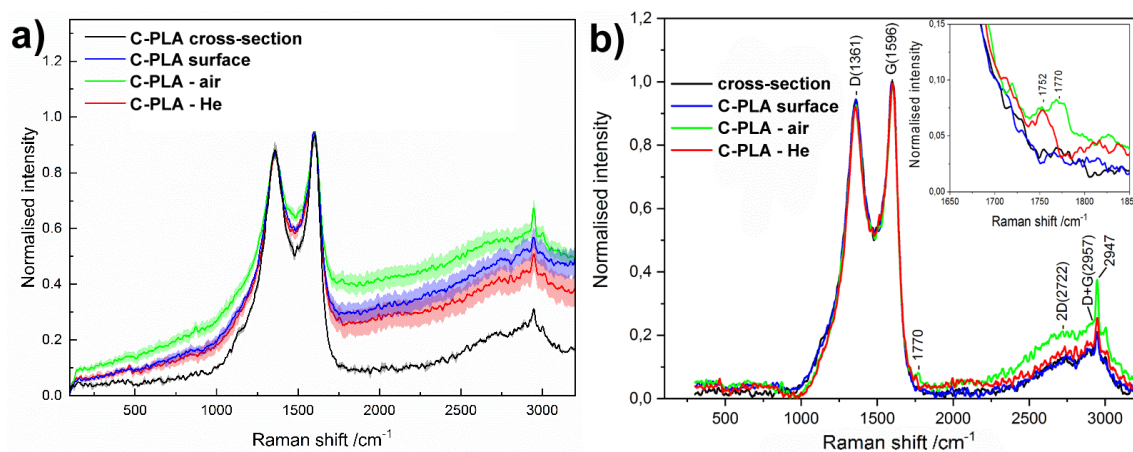 a)
C-PLA cross-section
C-PLA surface
C-PLA - air
C-PLA - He
Normalised intensity
1.2
1.0
0.8
0.6
0.4
0.2
0.0
500
1000
1500
2000
2500
3000
Raman shift /cm-1
b)
cross-section
C-PLA surface
C-PLA - air
C-PLA - He
Normalised intensity
1,2
1,0
0,8
0,6
0,4
0,2
0,0
D(1361)
G(1596)
1770
2D(2722)
D+G(2957)
2947
500
1000
1500
2000
2500
3000
Raman shift /cm-1
Normalised intensity
0,15
0,10
0,05
0,00
1752
1770
1650
1700
1750
1800
185
Raman shift /cm-1